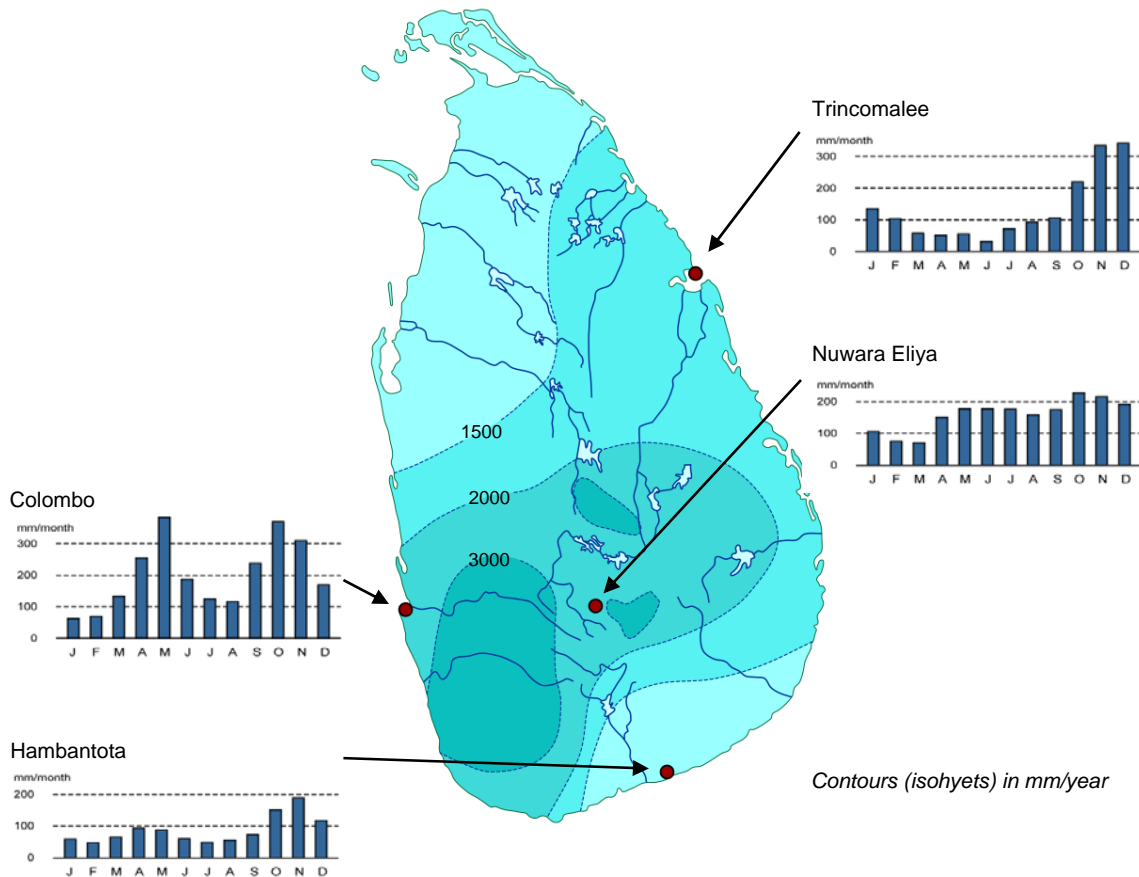 Trincomalee
mm/month
300
200
100
0
J F M A M J J A S O N D
Nuwara Eliya
mm/month
200
100
0
J F M A M J J A S O N D
1500
2000
3000
Colombo
mm/month
300
200
100
0
J F M A M J J A S O N D
Hambantota
mm/month
200
100
0
J F M A M J J A S O N D
Contours (isohyets) in mm/year